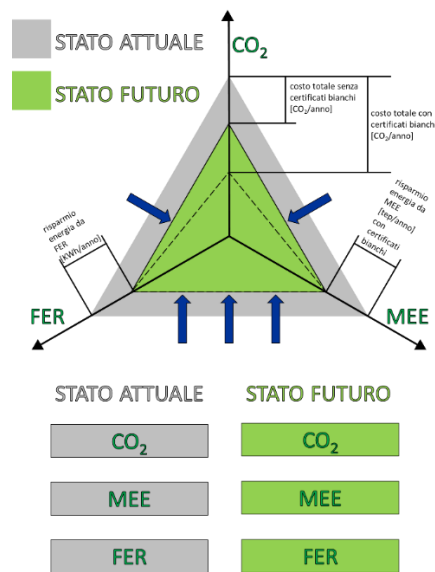 STATO ATTUALE
STATO FUTURO
CO₂
costo totale senza
certificati bianchi
[CO₂/anno]
costo totale con
certificati bianch
[CO₂/anno]
risparmio
energia da
FER
[KWh/anno]
risparmio
energia da
MEE
[tep/anno]
con
certificati
bianchi
FER
MEE
STATO ATTUALE
STATO FUTURO
CO₂
CO₂
MEE
MEE
FER
FER